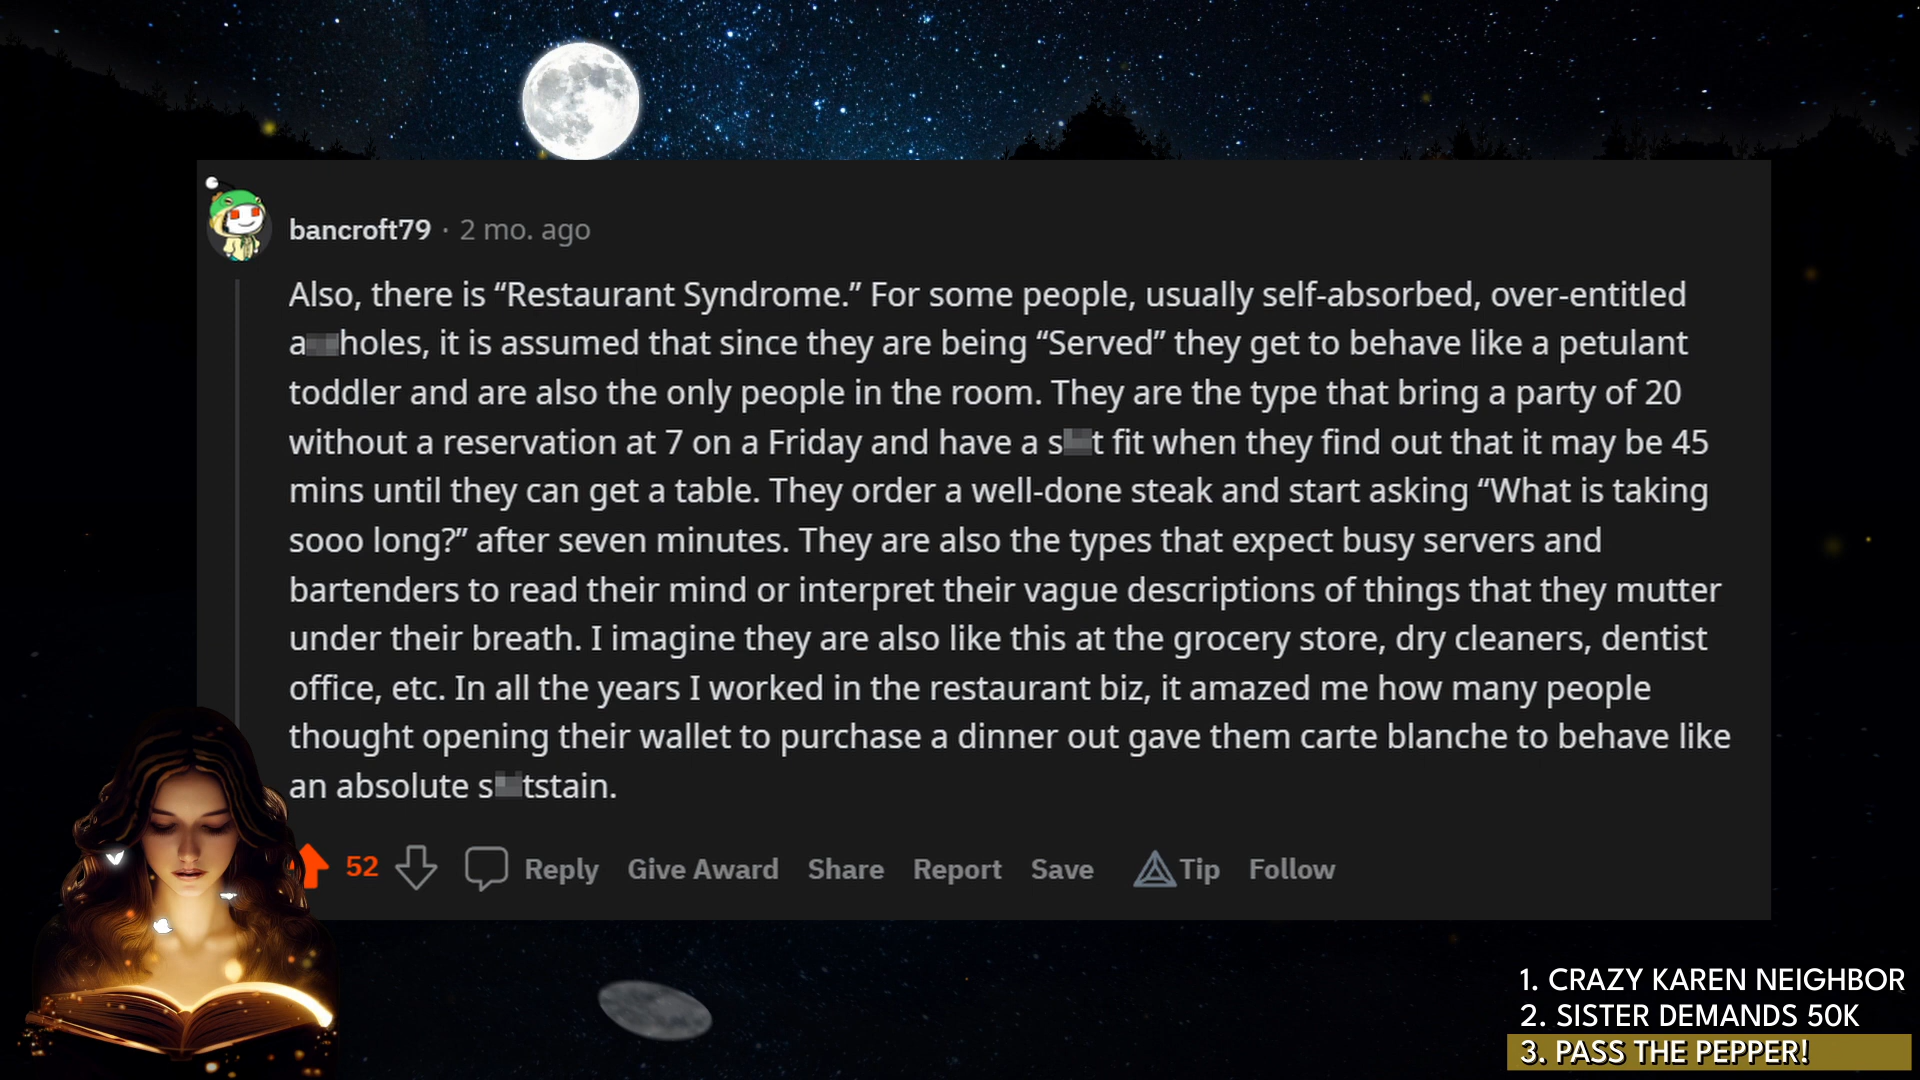 bancroft79 · 2 mo. ago
Also, there is “Restaurant Syndrome.” For some people, usually self-absorbed, over-entitled
a holes, it is assumed that since they are being “Served” they get to behave like a petulant
toddler and are also the only people in the room. They are the type that bring a party of 20
without a reservation at 7 on a Friday and have a s t fit when they find out that it may be 45
mins until they can get a table. They order a well-done steak and start asking “What is taking
sooo long?” after seven minutes. They are also the types that expect busy servers and
bartenders to read their mind or interpret their vague descriptions of things that they mutter
under their breath. I imagine they are also like this at the grocery store, dry cleaners, dentist
office, etc. In all the years I worked in the restaurant biz, it amazed me how many people
thought opening their wallet to purchase a dinner out gave them carte blanche to behave like
an absolute s tstain.
52 Reply Give Award Share Report Save Tip Follow
1. CRAZY KAREN NEIGHBOR
2. SISTER DEMANDS 50K
3. PASS THE PEPPER!